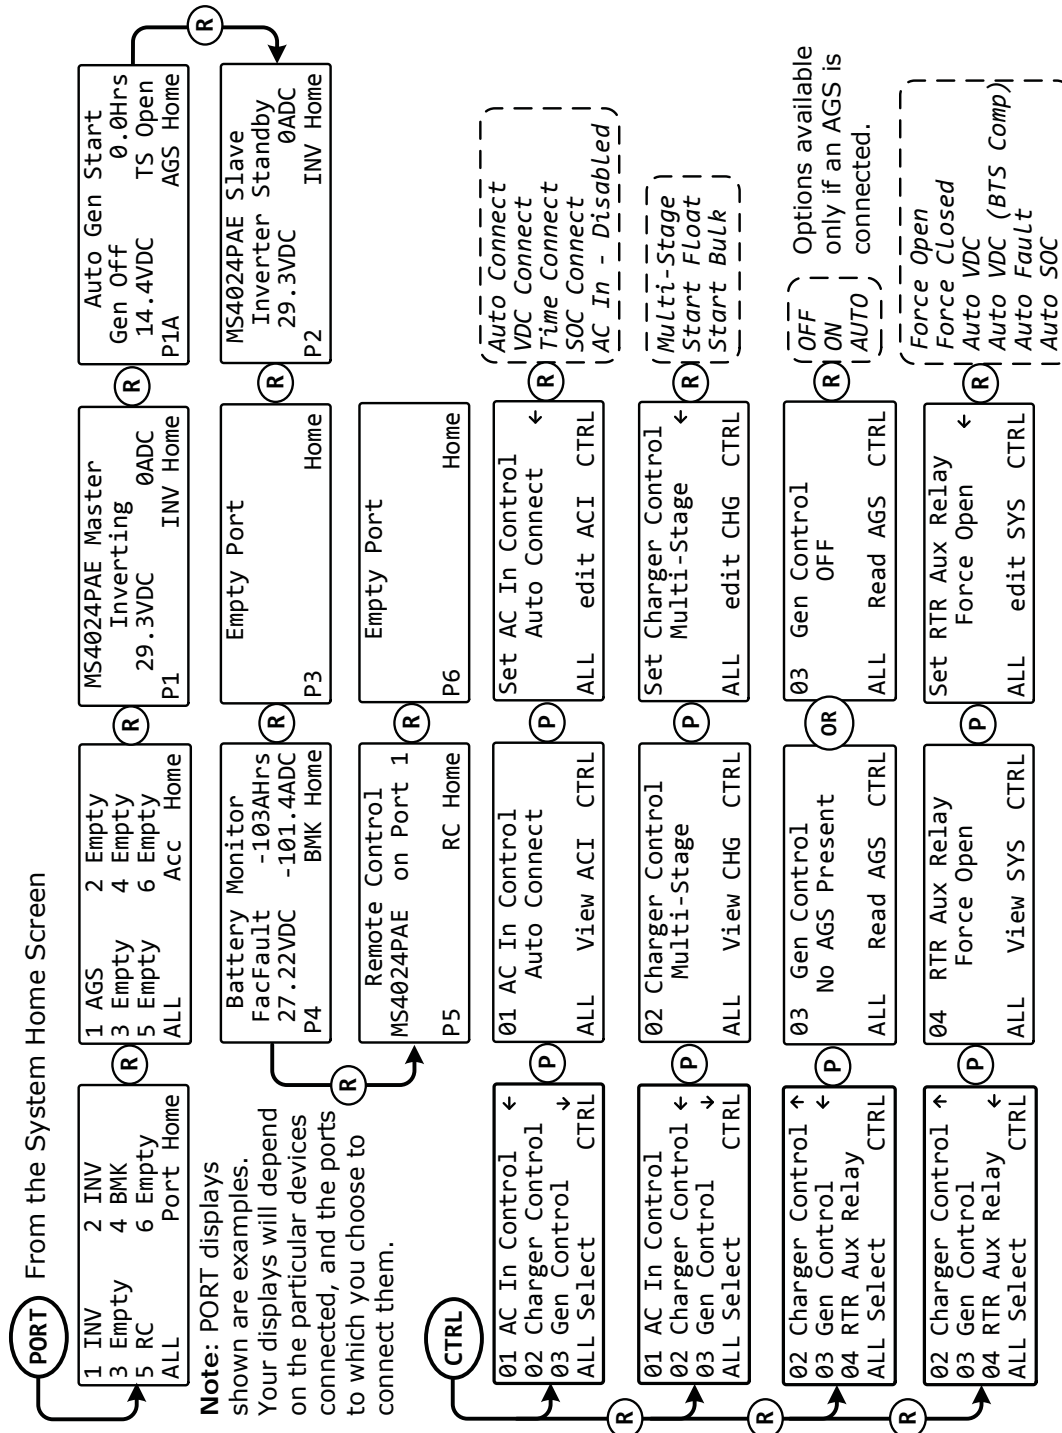 PORT From the System Home Screen
1 INV 2 INV
3 Empty 4 BMK
5 RC 6 Empty
ALL Port Home
R
1 AGS 2 Empty
3 Empty 4 Empty
5 Empty 6 Empty
ALL Acc Home
R
MS4024PAE Master
Inverting
29.3VDC 0ADC
P1 INV Home
R
Auto Gen Start
Gen Off 0.0Hrs
14.4VDC TS Open
P1A AGS Home
R
MS4024PAE Slave
Inverter Standby
29.3VDC 0ADC
P2 INV Home
R
Empty Port
P3 Home
R
Battery Monitor
FacFault -103AHrs
27.22VDC -101.4ADC
P4 BMK Home
R
Remote Control
MS4024PAE on Port 1
P5 RC Home
R
Empty Port
P6 Home
Note: PORT displays
shown are examples.
Your displays will depend
on the particular devices
connected, and the ports
to which you choose to
connect them.
CTRL
01 AC In Control ←
02 Charger Control
03 Gen Control ↓
ALL Select CTRL
P
01 AC In Control
Auto Connect
ALL View ACI CTRL
P
Set AC In Control
Auto Connect ←
ALL edit ACI CTRL
R
Auto Connect
VDC Connect
Time Connect
SOC Connect
AC In - Disabled
R
01 AC In Control
02 Charger Control ←
03 Gen Control ↓
ALL Select CTRL
P
02 Charger Control
Multi-Stage
ALL View CHG CTRL
P
Set Charger Control
Multi-Stage ←
ALL edit CHG CTRL
R
Multi-Stage
Start Float
Start Bulk
R
02 Charger Control ↑
03 Gen Control ←
04 RTR Aux Relay
ALL Select CTRL
P
03 Gen Control
No AGS Present
ALL Read AGS CTRL
OR
03 Gen Control
OFF
ALL Read AGS CTRL
R
OFF
ON
AUTO
Options available
only if an AGS is
connected.
R
02 Charger Control ↑
03 Gen Control
04 RTR Aux Relay ←
ALL Select CTRL
P
04 RTR Aux Relay
Force Open
ALL View SYS CTRL
P
Set RTR Aux Relay
Force Open ←
ALL edit SYS CTRL
R
Force Open
Force Closed
Auto VDC
Auto VDC (BTS Comp)
Auto Fault
Auto SOC